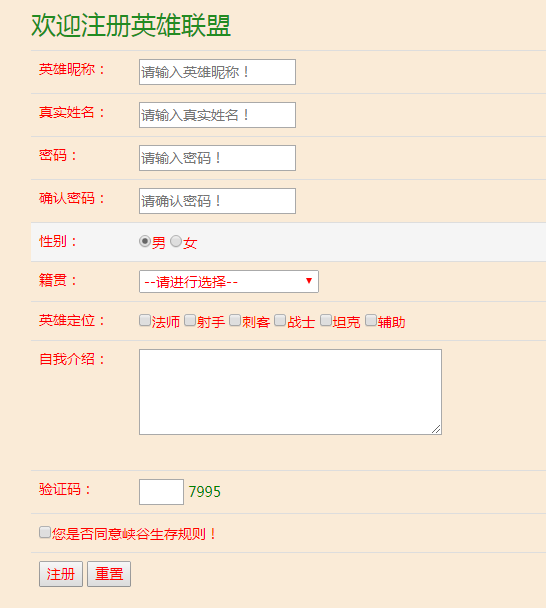 欢迎注册英雄联盟
英雄昵称： 请输入英雄昵称！
真实姓名： 请输入真实姓名！
密码： 请输入密码！
确认密码： 请确认密码！
性别： 男 女
籍贯： --请进行选择--
英雄定位： 法师 射手 刺客 战士 坦克 辅助
自我介绍：
验证码： 7995
您是否同意峡谷生存规则！
注册 重置